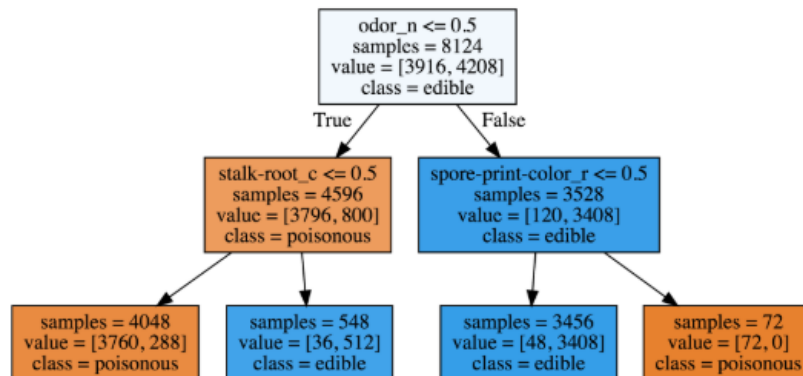 odor_n <= 0.5
samples = 8124
value = [3916, 4208]
class = edible
True
False
stalk-root_c <= 0.5
samples = 4596
value = [3796, 800]
class = poisonous
spore-print-color_r <= 0.5
samples = 3528
value = [120, 3408]
class = edible
samples = 4048
value = [3760, 288]
class = poisonous
samples = 548
value = [36, 512]
class = edible
samples = 3456
value = [48, 3408]
class = edible
samples = 72
value = [72, 0]
class = poisonous